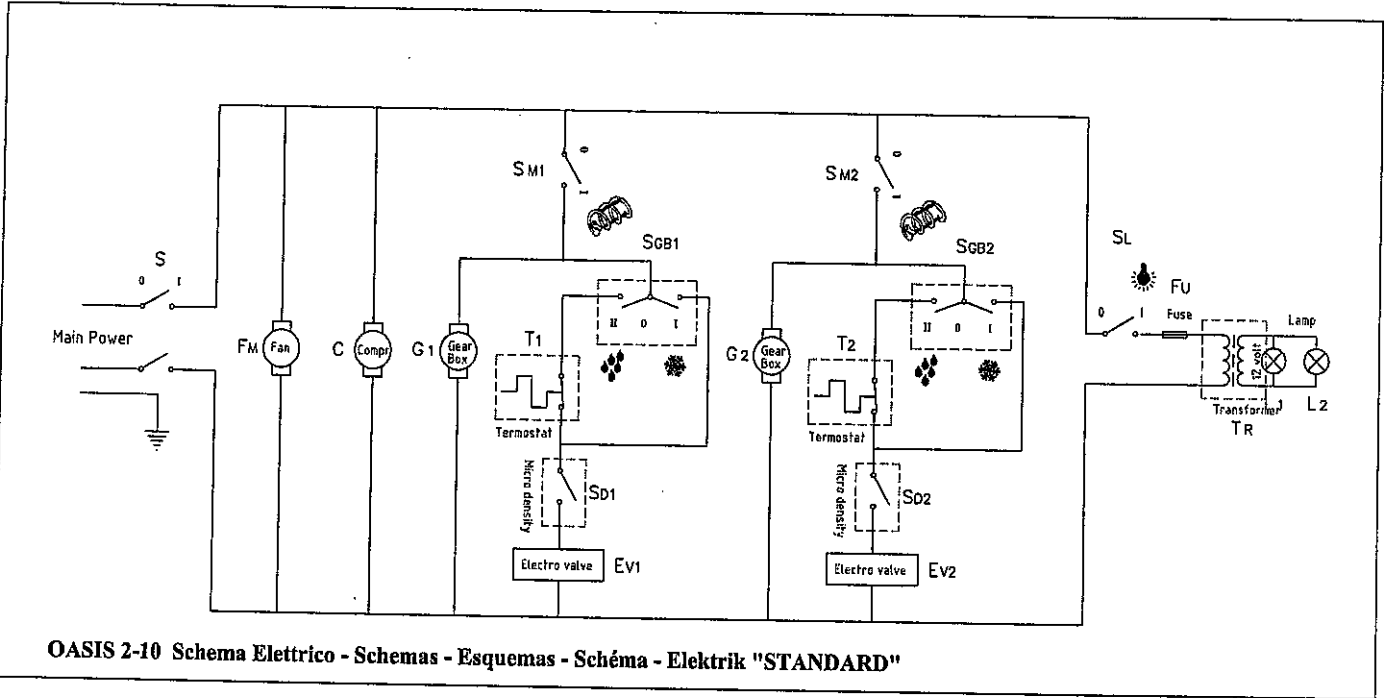 S M1
S M2
SGB1
SGB2
SL
S
0 I
0 I
0 I
FU
Fuse
Lamp
Main Power
FM
Fan
C
Compr
G1
Gear Box
T1
II 0 I
G2
Gear Box
T2
II 0 I
0 I
12 volt
Termostat
Termostat
Transformer
TR
L2
Micro density
SD1
Micro density
SD2
Electro valve
EV1
Electro valve
EV2
OASIS 2-10 Schema Elettrico - Schemas - Esquemas - Schéma - Elektrik "STANDARD"